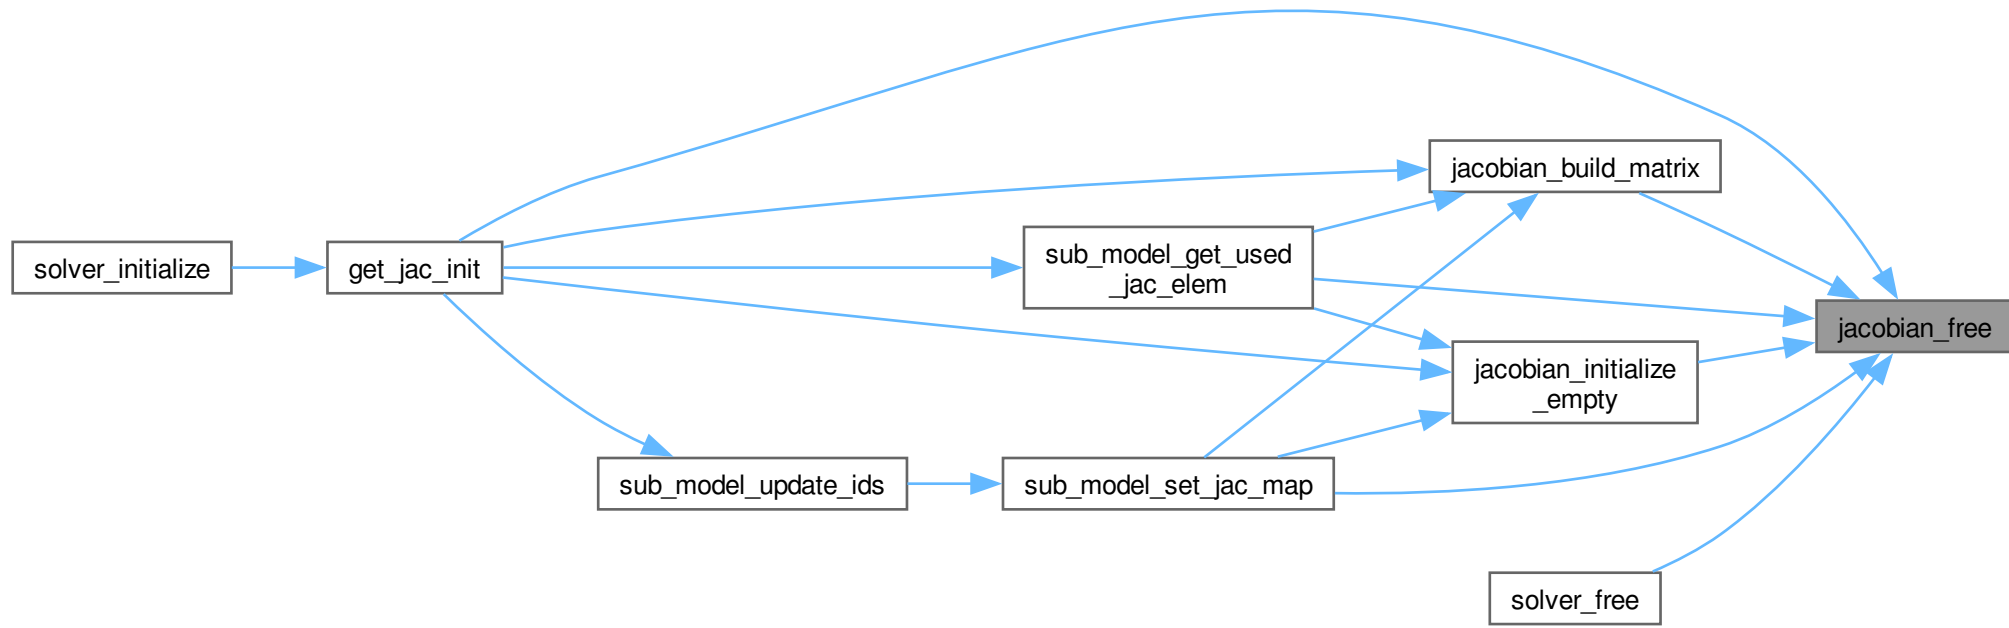 jacobian_build_matrix
solver_initialize
get_jac_init
sub_model_get_used
_jac_elem
jacobian_free
jacobian_initialize
_empty
sub_model_update_ids
sub_model_set_jac_map
solver_free